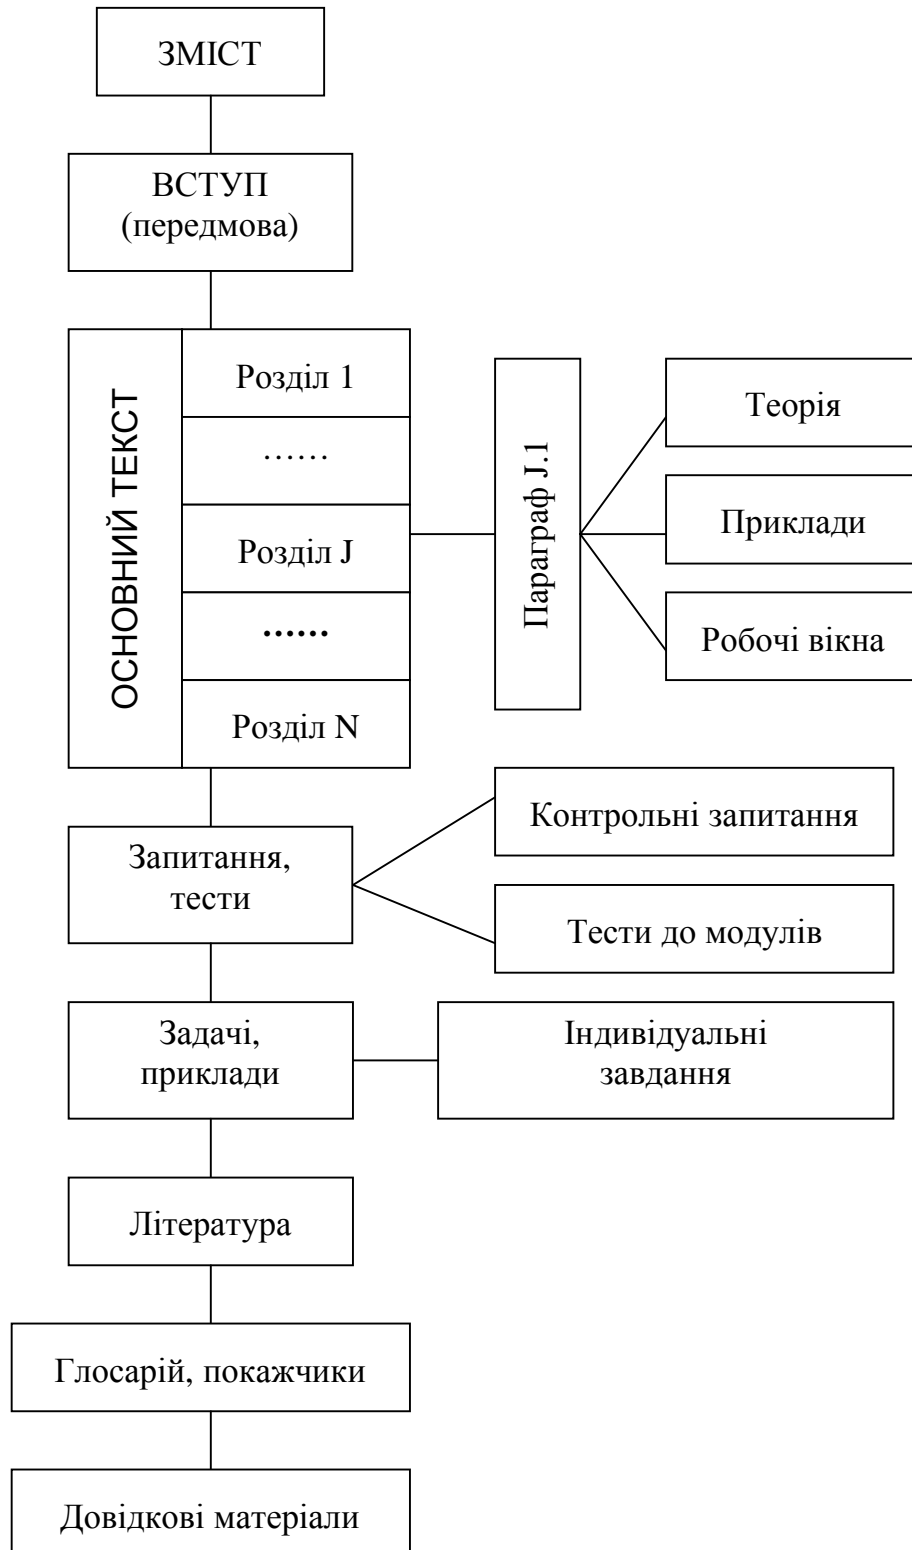 ЗМІСТ
ВСТУП
(передмова)
ОСНОВНИЙ ТЕКСТ
Розділ 1
……
Розділ J
……
Розділ N
Параграф J.1
Теорія
Приклади
Робочі вікна
Запитання,
тести
Контрольні запитання
Тести до модулів
Задачі,
приклади
Індивідуальні
завдання
Література
Глосарій, покажчики
Довідкові матеріали